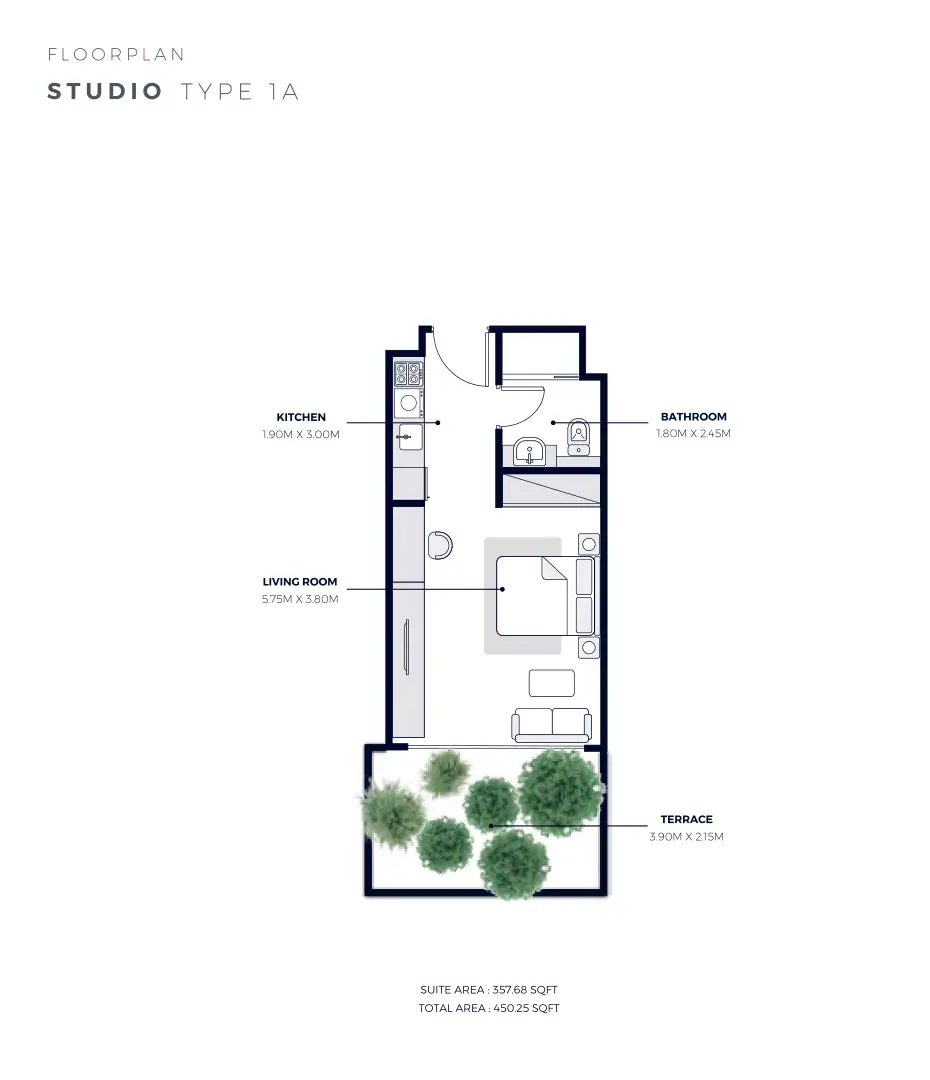 FLOORPLAN
STUDIO TYPE 1A
KITCHEN
1.90M X 3.00M
BATHROOM
1.80M X 2.45M
LIVING ROOM
5.75M X 3.80M
TERRACE
3.90M X 2.15M
SUITE AREA : 357.68 SQFT
TOTAL AREA : 450.25 SQFT